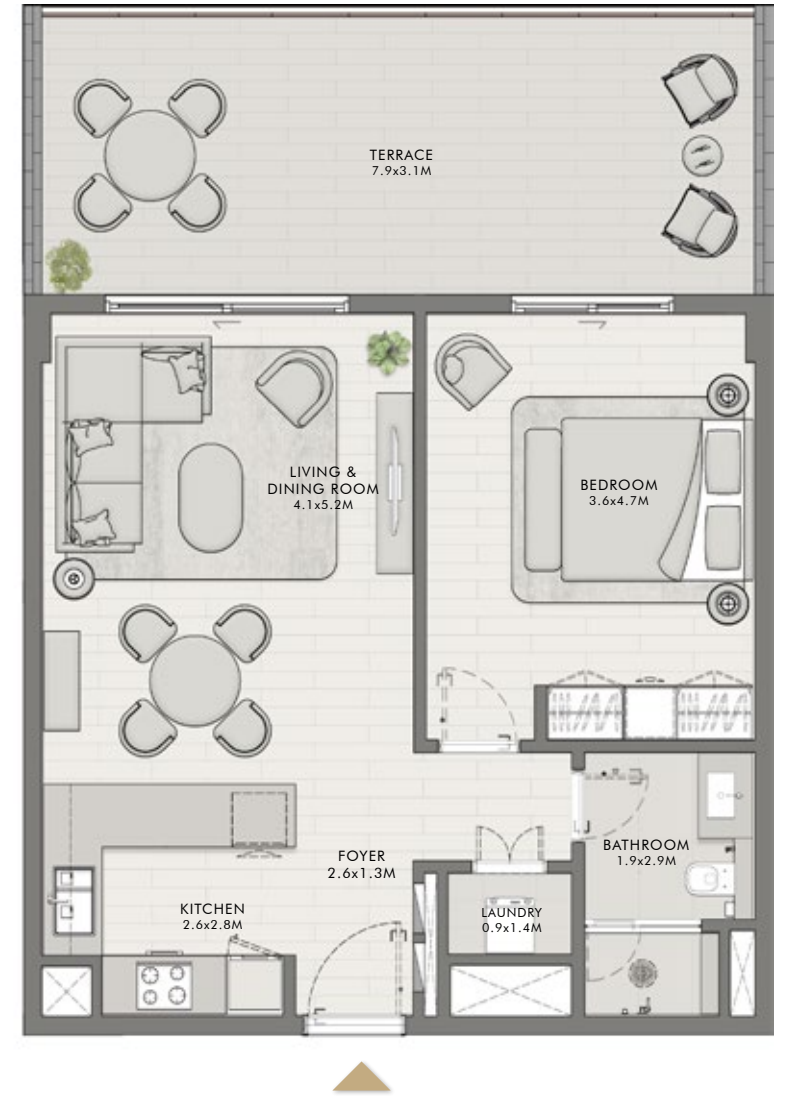 TERRACE
7.9x3.1M
LIVING &
DINING ROOM
4.1x5.2M
BEDROOM
3.6x4.7M
FOYER
2.6x1.3M
BATHROOM
1.9x2.9M
KITCHEN
2.6x2.8M
LAUNDRY
0.9x1.4M